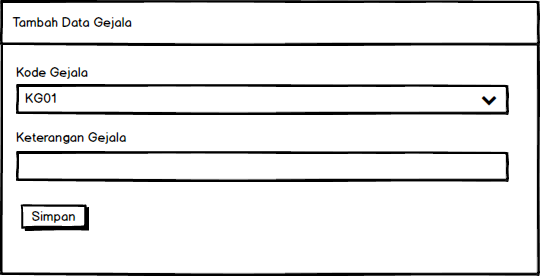 Tambah Data Gejala
Kode Gejala
KG01
Keterangan Gejala
Simpan